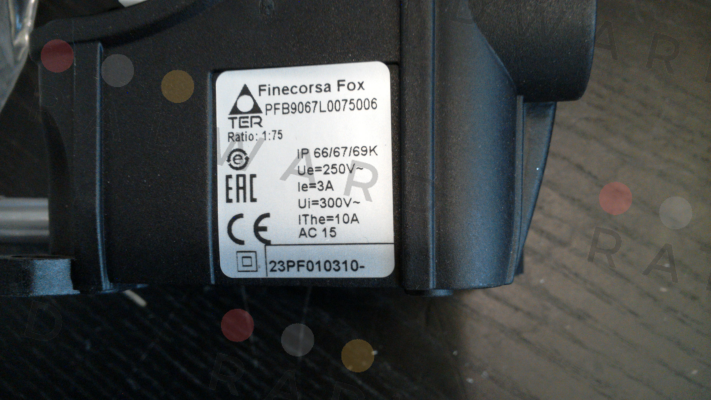 Finecorsa Fox
PFB9067L0075006
TER
Ratio: 1:75
IP 66/67/69K
Ue=250V~
Ie=3A
Ui=300V~
IThe=10A
AC 15
EAC
CE
23PF010310-